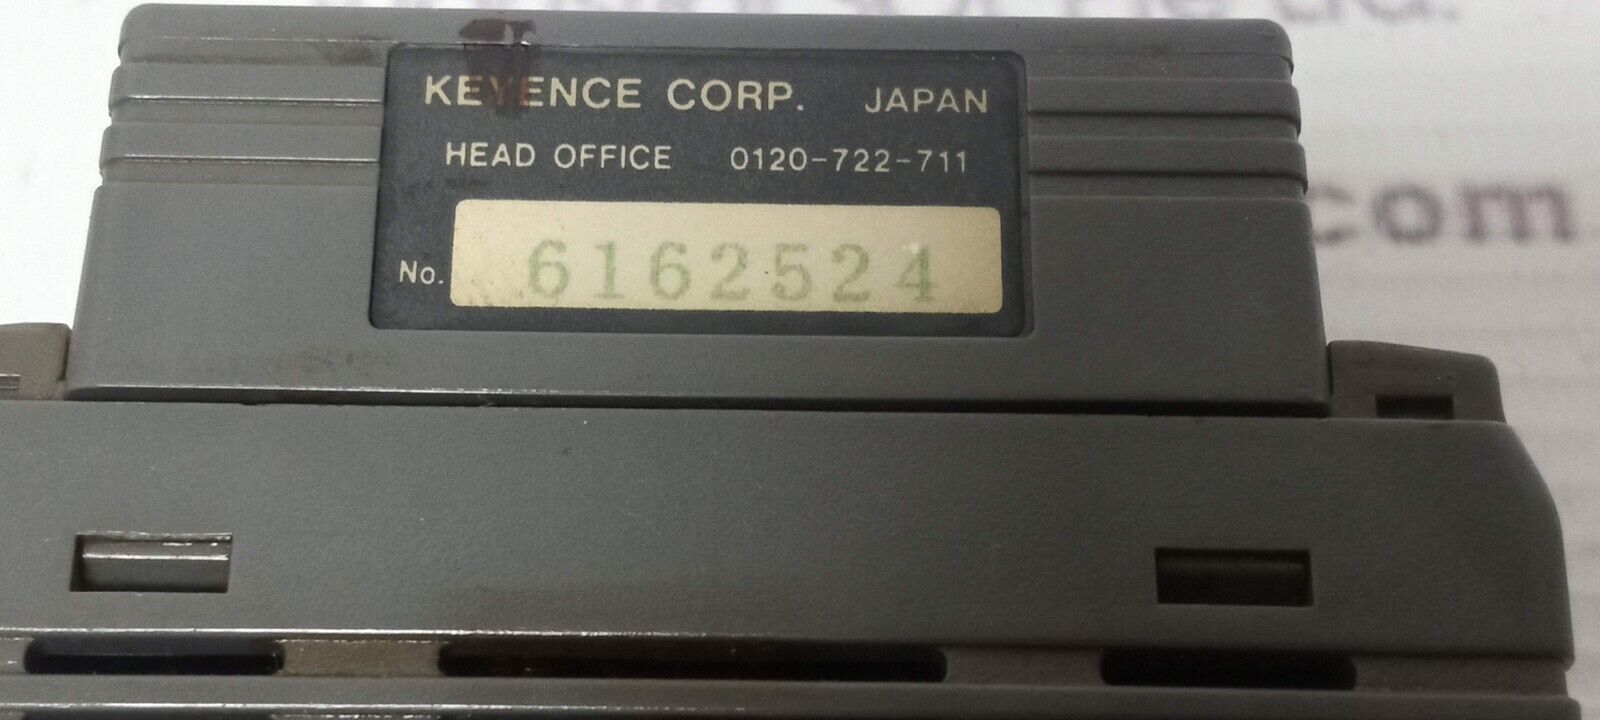 KEYENCE CORP. JAPAN
HEAD OFFICE 0120-722-711
No. 6162524
com